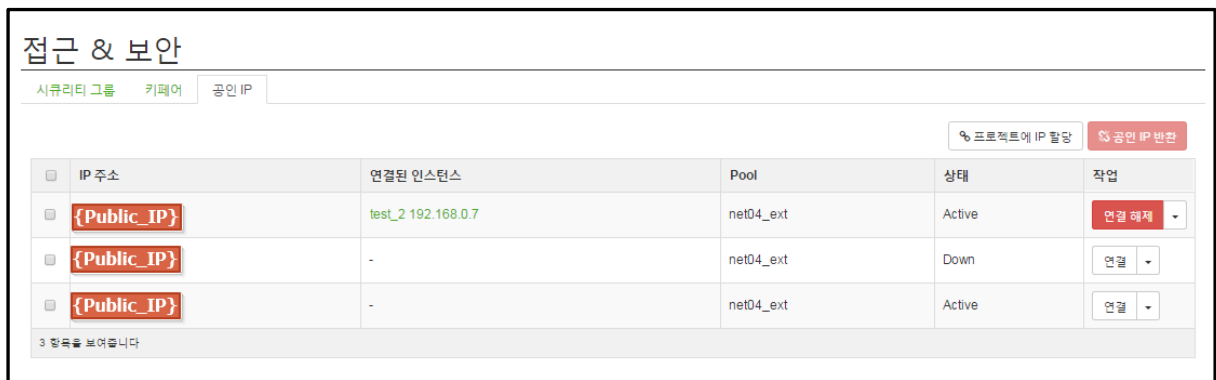 접근 & 보안
시큐리티 그룹 키페어 공인 IP
프로젝트에 IP 할당 공인 IP 반환
IP 주소 연결된 인스턴스 Pool 상태 작업
{Public_IP} test_2 192.168.0.7 net04_ext Active 연결 해제
{Public_IP} - net04_ext Down 연결
{Public_IP} - net04_ext Active 연결
3 항목을 보여줍니다